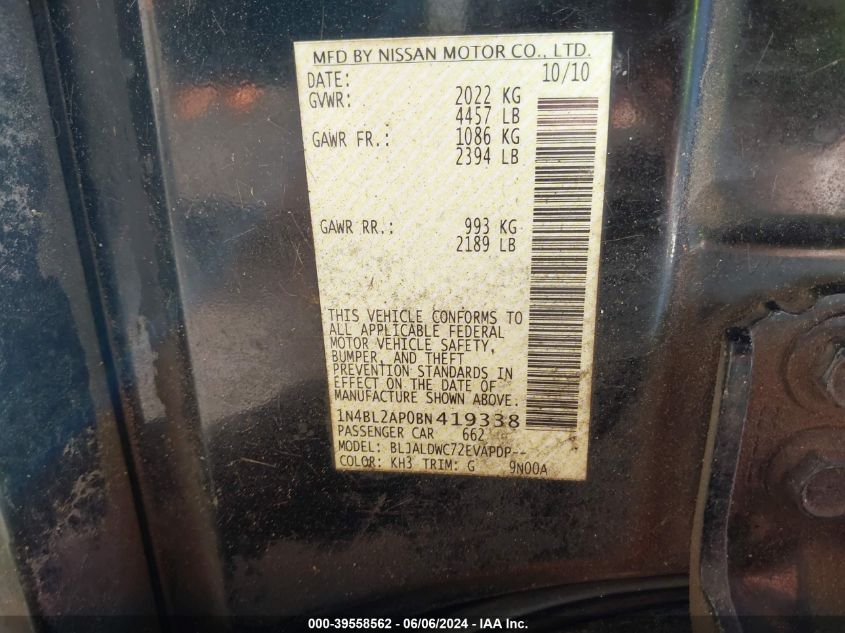 MFD BY NISSAN MOTOR CO., LTD.
DATE: 10/10
GVWR: 2022 KG
4457 LB
GAWR FR.: 1086 KG
2394 LB
GAWR RR.: 993 KG
2189 LB
THIS VEHICLE CONFORMS TO
ALL APPLICABLE FEDERAL
MOTOR VEHICLE SAFETY,
BUMPER, AND THEFT
PREVENTION STANDARDS IN
EFFECT ON THE DATE OF
MANUFACTURE SHOWN ABOVE.
1N4BL2AP0BN419338
PASSENGER CAR 662
MODEL: BLJALDWC72EVAPDP--
COLOR: KH3 TRIM: G 9N00A
000-39558562 - 06/06/2024 - IAA Inc.